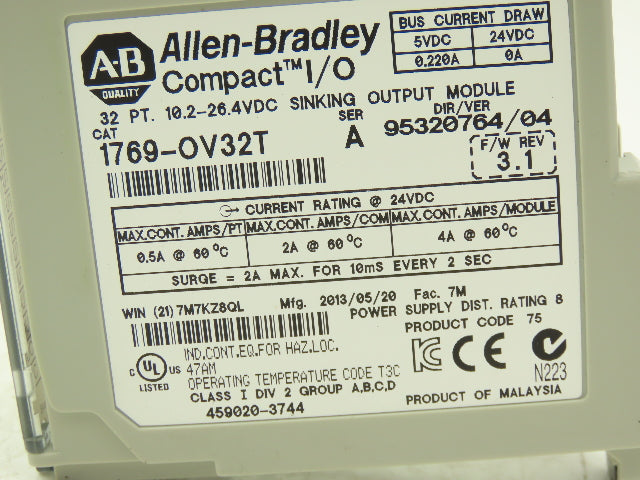 A-B
QUALITY
Allen-Bradley
Compact™ I/O
BUS CURRENT DRAW
5VDC 24VDC
0.220A 0A
32 PT. 10.2-26.4VDC SINKING OUTPUT MODULE
CAT SER DIR/VER
1769-OV32T A 95320764/04
F/W REV
3.1
CURRENT RATING @ 24VDC
MAX.CONT. AMPS/PT MAX.CONT. AMPS/COM MAX.CONT. AMPS/MODULE
0.5A @ 60 °C 2A @ 60 °C 4A @ 60 °C
SURGE = 2A MAX. FOR 10mS EVERY 2 SEC
WIN (21) 7M7KZ8QL Mfg. 2013/05/20 Fac. 7M
POWER SUPPLY DIST. RATING 8
PRODUCT CODE 75
IND.CONT.EQ.FOR HAZ.LOC.
C UL US 47AM
LISTED
OPERATING TEMPERATURE CODE T3C
CLASS I DIV 2 GROUP A,B,C,D
459020-3744
KC CE C
N223
PRODUCT OF MALAYSIA